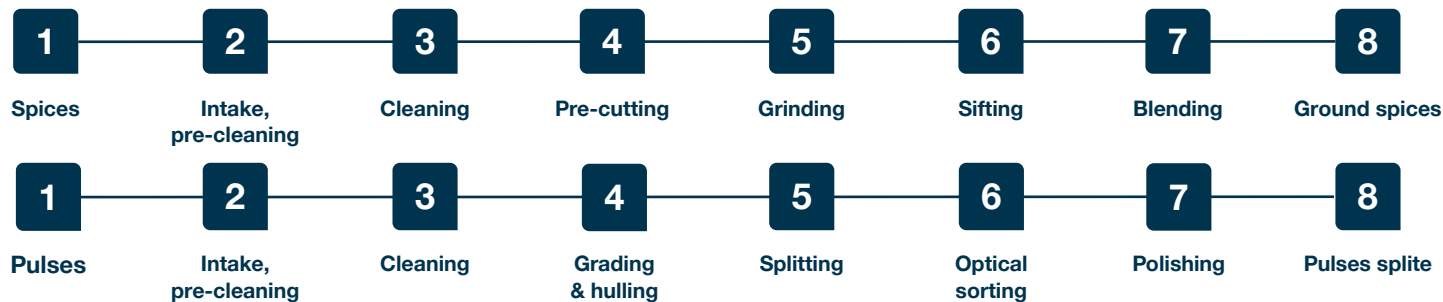 1 2 3 4 5 6 7 8
Spices Intake, Cleaning Pre-cutting Grinding Sifting Blending Ground spices
pre-cleaning
1 2 3 4 5 6 7 8
Pulses Intake, Cleaning Grading Splitting Optical Polishing Pulses splite
pre-cleaning & hulling sorting